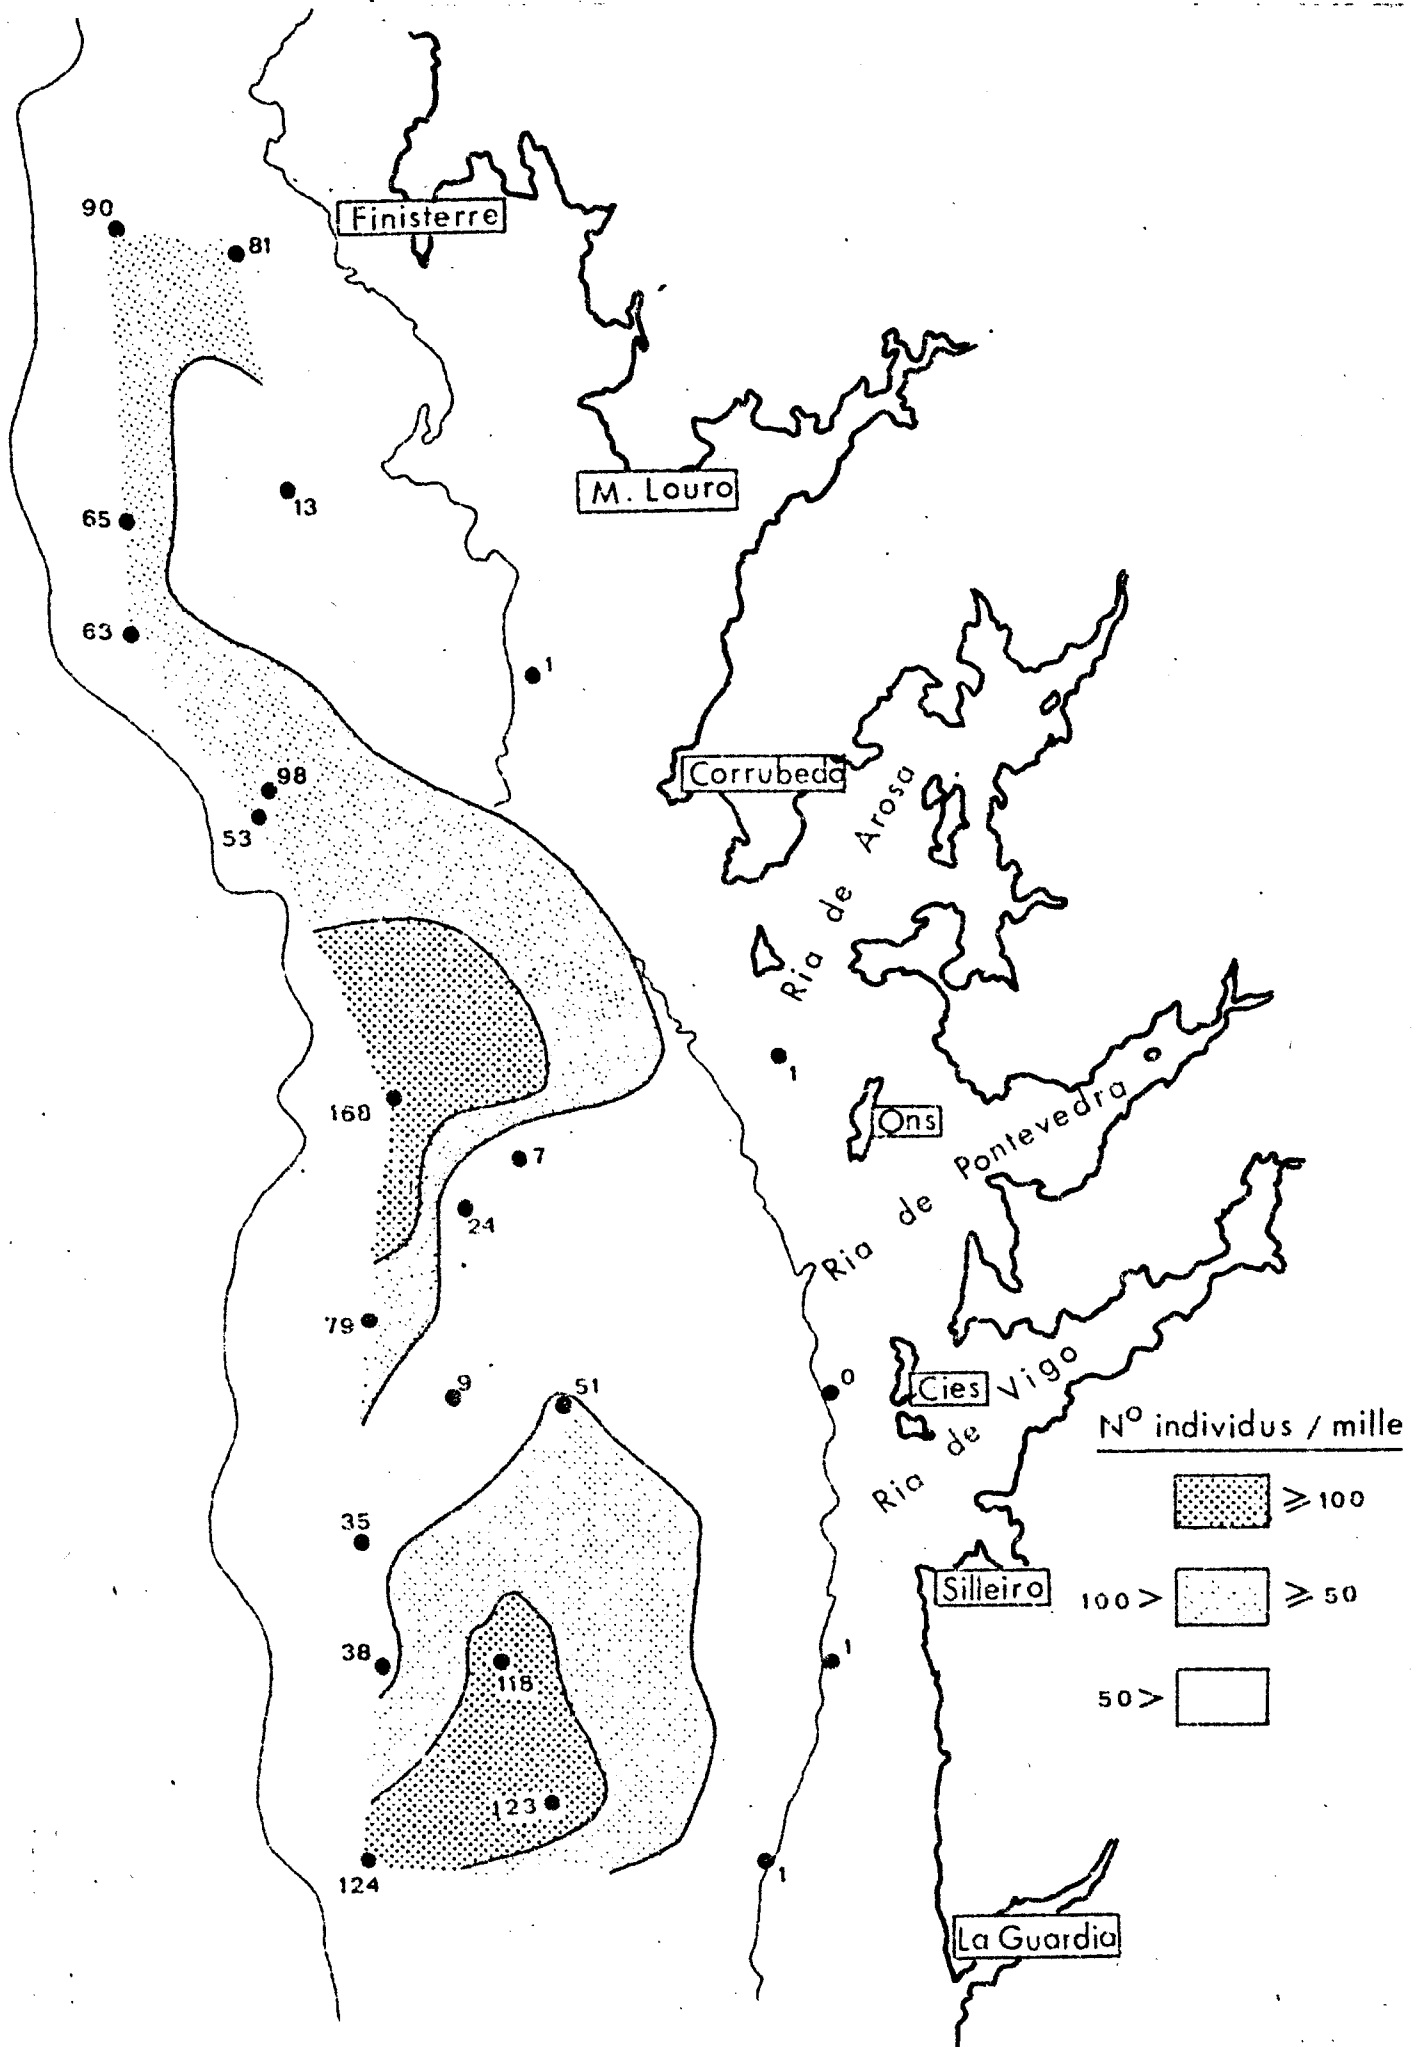 Finisterre
90
81
M. Louro
13
65
63
1
Corrubedo
98
53
Ria de Arosa
1
160
Ons
7
Ria de Pontevedra
24
79
0
Cies
9
51
Ria de Vigo
Nº individus / mille
⩾ 100
35
Silleiro
100 >
⩾ 50
38
1
118
50 >
123
1
124
La Guardia